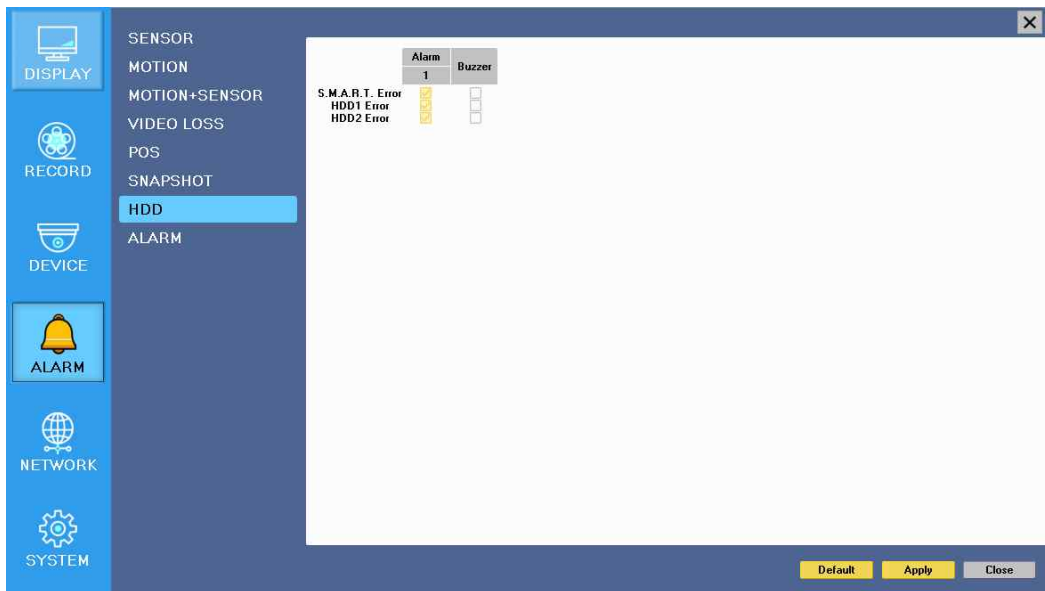 DISPLAY
RECORD
DEVICE
ALARM
NETWORK
SYSTEM
SENSOR
MOTION
MOTION+SENSOR
VIDEO LOSS
POS
SNAPSHOT
HDD
ALARM
Alarm Buzzer
1
S.M.A.R.T. Error
HDD1 Error
HDD2 Error
Default Apply Close